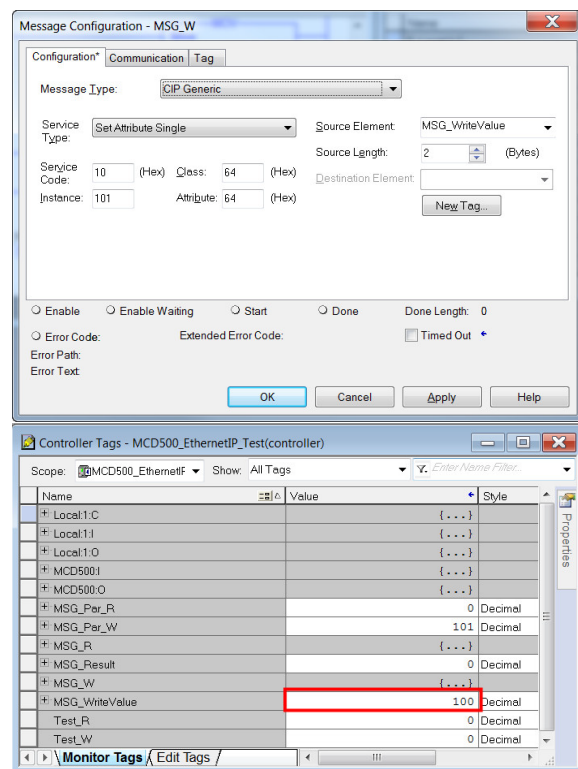 Message Configuration - MSG_W
Configuration* Communication Tag
Message Type: CIP Generic
Service Type: Set Attribute Single
Source Element: MSG_WriteValue
Source Length: 2 (Bytes)
Service Code: 10 (Hex) Class: 64 (Hex)
Destination Element:
Instance: 101 Attribute: 64 (Hex)
New Tag...
Enable Enable Waiting Start Done Done Length: 0
Error Code: Extended Error Code: Timed Out
Error Path:
Error Text:
OK Cancel Apply Help
Controller Tags - MCD500_EthernetIP_Test(controller)
Scope: MCD500_EthernetIF Show: All Tags Enter Name Filter...
Name Value Style
Local:1:C {...}
Local:1:I {...}
Local:1:O {...}
MCD500:I {...}
MCD500:O {...}
MSG_Par_R 0 Decimal
MSG_Par_W 101 Decimal
MSG_R {...}
MSG_Result 0 Decimal
MSG_W {...}
MSG_WriteValue 100 Decimal
Test_R 0 Decimal
Test_W 0 Decimal
Monitor Tags Edit Tags
Properties